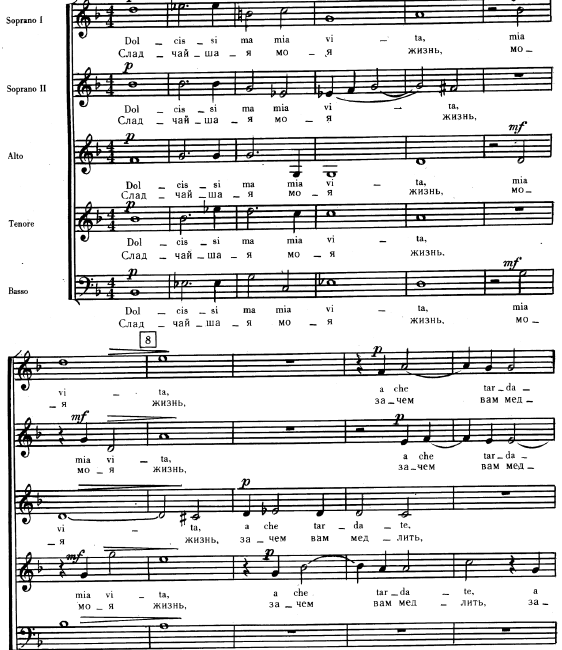 Soprano I
Dol _ cis _ si ma mia vi _ ta, mia
Слад _ чай _ ша _ я мо _ я жизнь, мо _
p
Soprano II
Dol _ cis _ si ma mia vi _ ta,
Слад _ чай _ ша _ я мо _ я жизнь,
p mf
Alto
Dol _ cis _ si ma mia vi _ ta, mia
Слад _ чай _ ша _ я мо _ я жизнь, мо _
p
Tenore
Dol _ cis _ si ma mia vi _ ta,
Слад _ чай _ ша _ я мо _ я жизнь.
p mf
Basso
Dol _ cis _ si ma mia vi _ ta, mia
Слад _ чай _ ша _ я мо _ я жизнь, мо _
8
p
vi _ ta, a che tar _ da _
_ я жизнь, за _ чем вам мед _
mf p
mia vi _ ta, a che tar _ da _
мо _ я жизнь, за _ чем вам мед _
p
vi _ ta, a che tar _ da _ te,
_ я жизнь, за _ чем вам мед _ лить,
mf p
mia vi _ ta, a che tar _ da _ te, a
мо _ я жизнь, за _ чем вам мед _ лить, за _